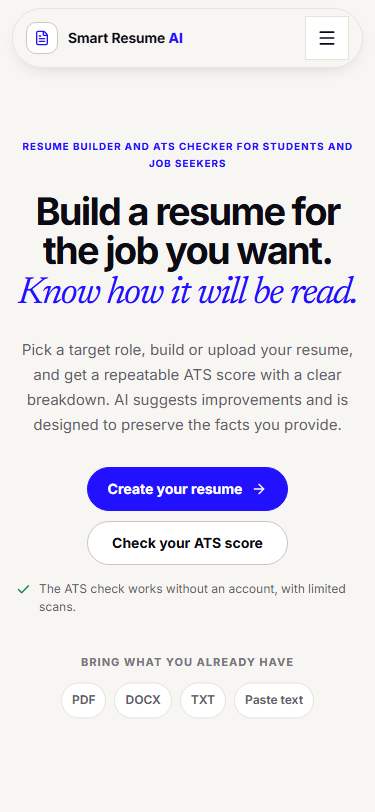 Smart Resume AI
RESUME BUILDER AND ATS CHECKER FOR STUDENTS AND
JOB SEEKERS
Build a resume for
the job you want.
Know how it will be read.
Pick a target role, build or upload your resume,
and get a repeatable ATS score with a clear
breakdown. AI suggests improvements and is
designed to preserve the facts you provide.
Create your resume
Check your ATS score
The ATS check works without an account, with limited
scans.
BRING WHAT YOU ALREADY HAVE
PDF DOCX TXT Paste text